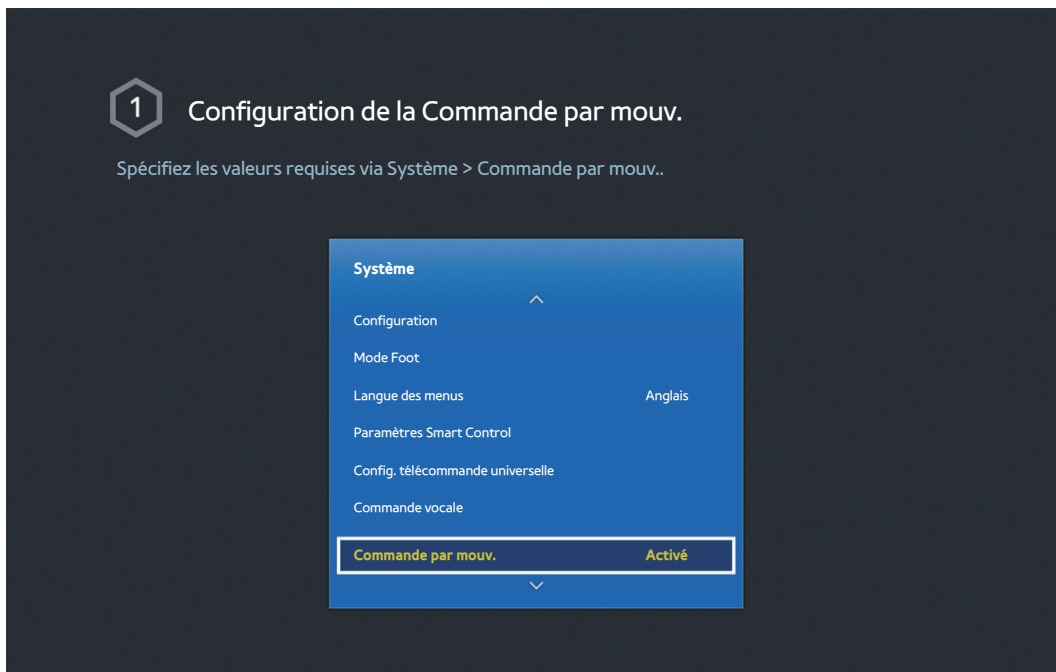 1
Configuration de la Commande par mouv.
Spécifiez les valeurs requises via Système > Commande par mouv..
Système
Configuration
Mode Foot
Langue des menus Anglais
Paramètres Smart Control
Config. télécommande universelle
Commande vocale
Commande par mouv. Activé